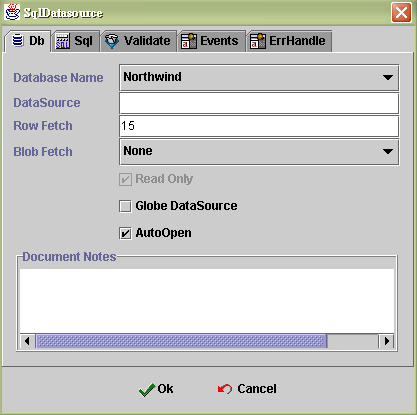 SqlDatasource
Db Sql Validate Events ErrHandle
Database Name Northwind
DataSource
Row Fetch 15
Blob Fetch None
Read Only
Globe DataSource
AutoOpen
Document Notes
Ok Cancel